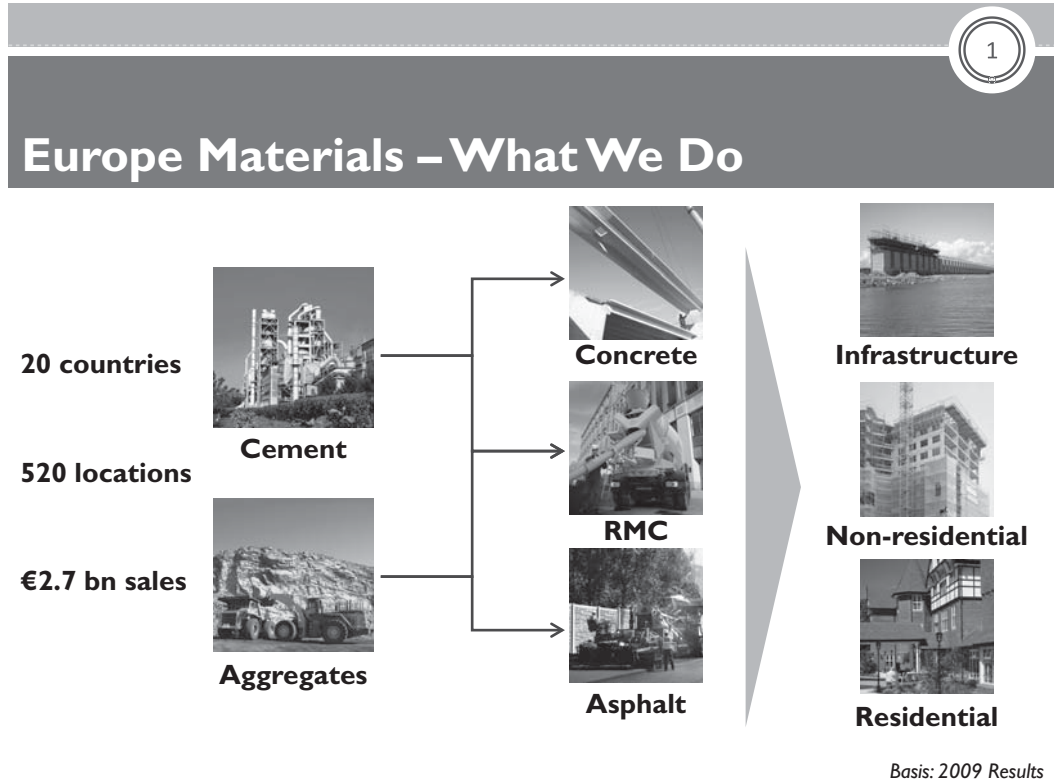 1
Europe Materials – What We Do
20 countries
520 locations
€2.7 bn sales
Cement
Aggregates
Concrete
RMC
Asphalt
Infrastructure
Non-residential
Residential
Basis: 2009 Results